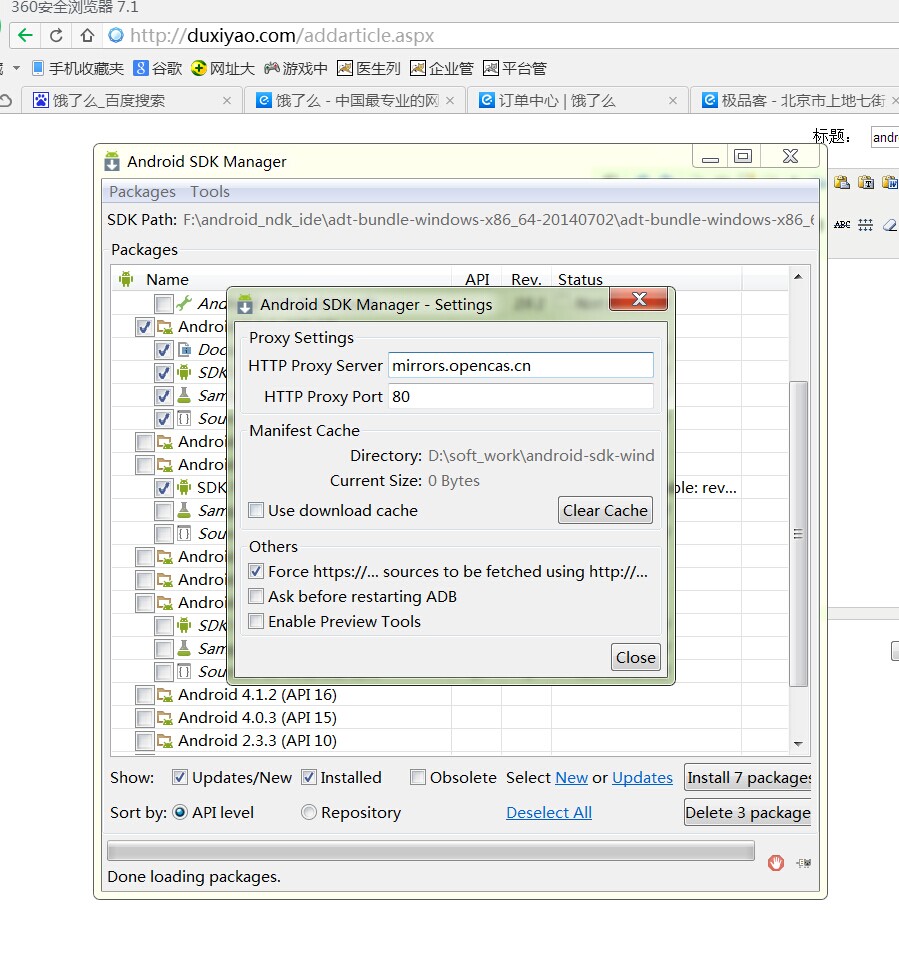 360安全浏览器 7.1
http://duxiyao.com/addarticle.aspx
手机收藏夹 谷歌 网址大 游戏中 医生列 企业管 平台管
饿了么_百度搜索 饿了么 - 中国最专业的网 订单中心 | 饿了么 极品客 - 北京市上地七街
标题： andr
Android SDK Manager
Packages Tools
SDK Path: F:\android_ndk_ide\adt-bundle-windows-x86_64-20140702\adt-bundle-windows-x86_6
ABC
Packages
Name API Rev. Status
Android SDK Manager - Settings
Proxy Settings
HTTP Proxy Server mirrors.opencas.cn
HTTP Proxy Port 80
Manifest Cache
Directory: D:\soft_work\android-sdk-wind
Current Size: 0 Bytes
Use download cache Clear Cache
Others
Force https://... sources to be fetched using http://...
Ask before restarting ADB
Enable Preview Tools
Close
And
Androi
Doc
SDK
Sam
Sou
Androi
Androi
SDK ble: rev...
Sam
Sou
Androi
Androi
Androi
SDK
Sam
Sou
Android 4.1.2 (API 16)
Android 4.0.3 (API 15)
Android 2.3.3 (API 10)
Show: Updates/New Installed Obsolete Select New or Updates Install 7 packages
Sort by: API level Repository Deselect All Delete 3 package
Done loading packages.